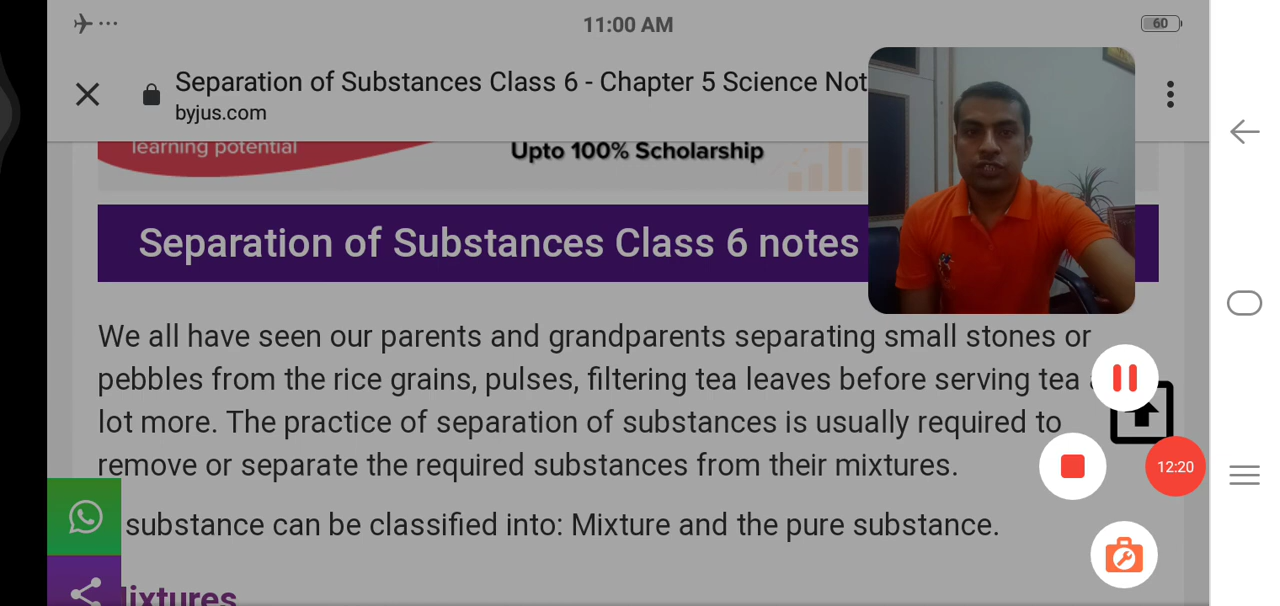 11:00 AM
60
Separation of Substances Class 6 - Chapter 5 Science Not
byjus.com
learning potential
Upto 100% Scholarship
Separation of Substances Class 6 notes
We all have seen our parents and grandparents separating small stones or
pebbles from the rice grains, pulses, filtering tea leaves before serving tea
lot more. The practice of separation of substances is usually required to
remove or separate the required substances from their mixtures.
12:20
substance can be classified into: Mixture and the pure substance.
ixtures